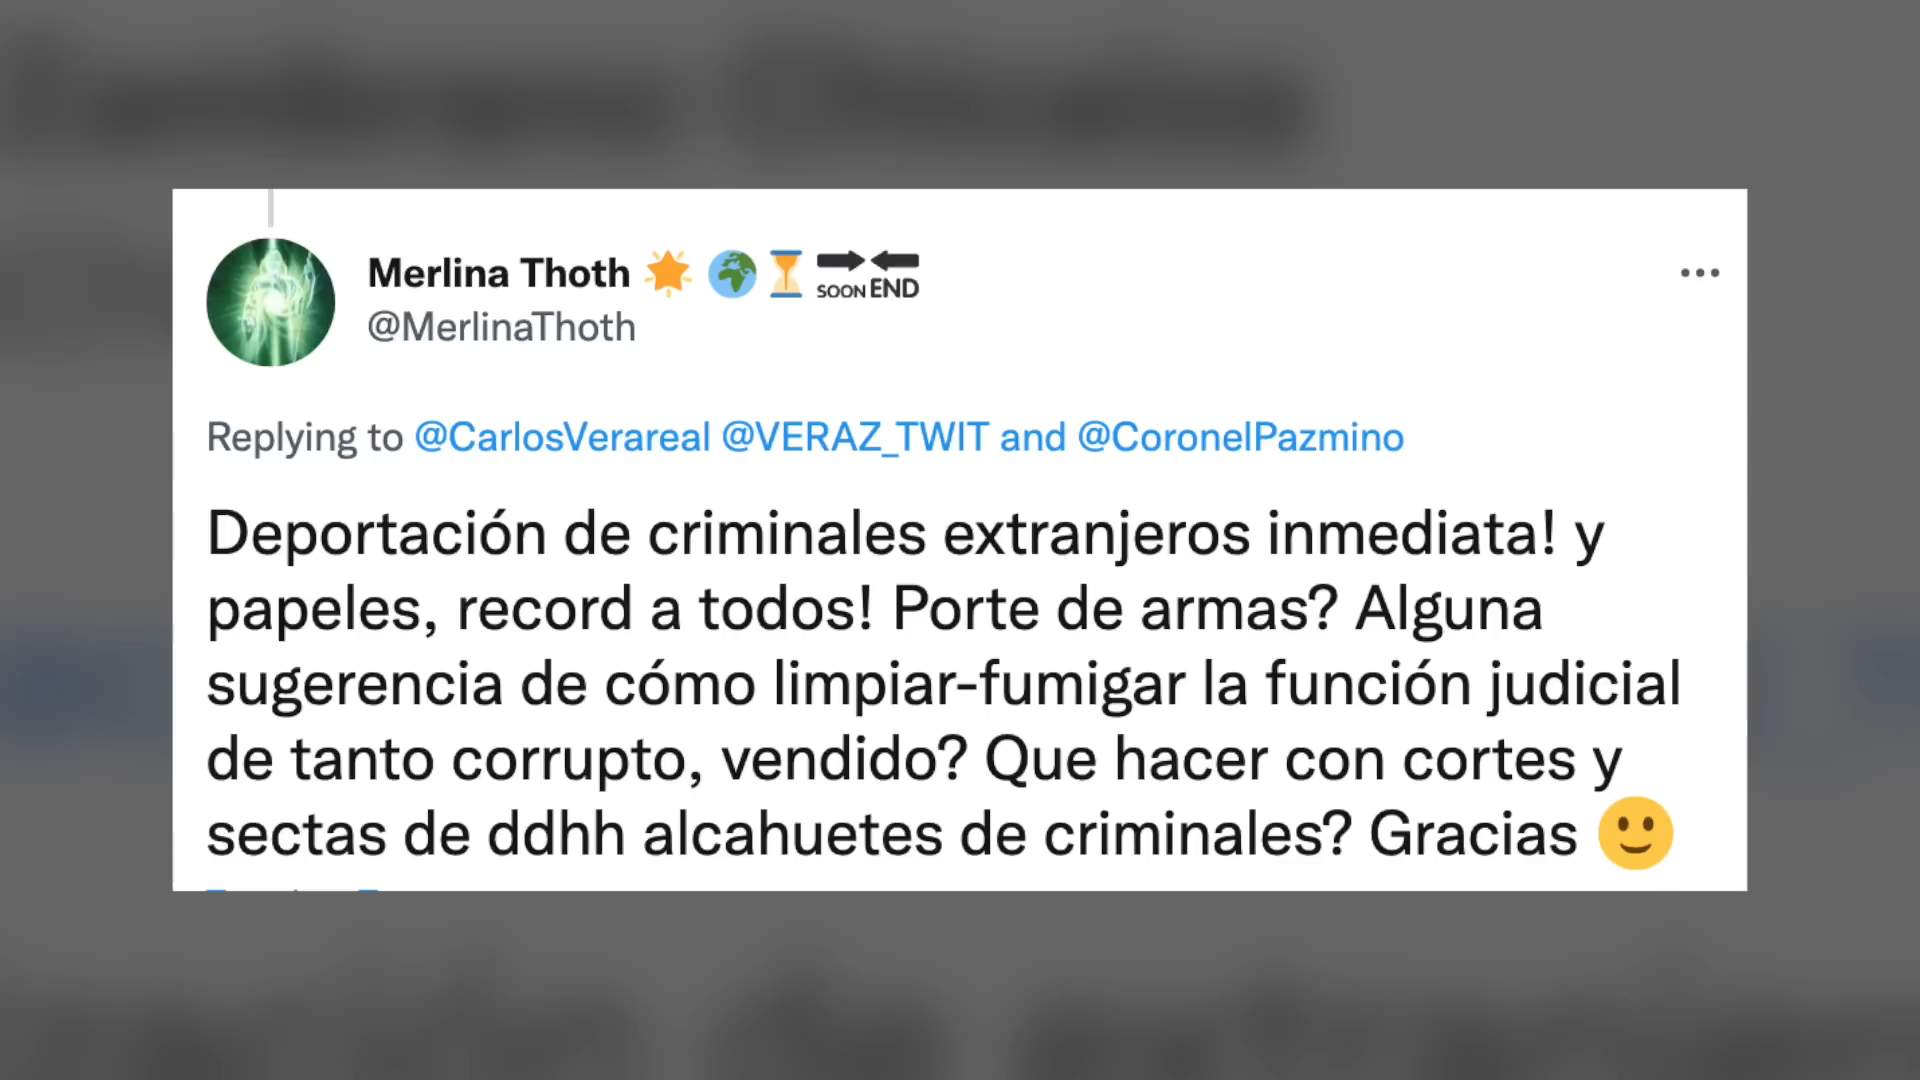 Merlina Thoth 🌟 🌍 ⏳ 🔜 🔚
@MerlinaThoth
Replying to @CarlosVerareal @VERAZ_TWIT and @CoronelPazmino
Deportación de criminales extranjeros inmediata! y
papeles, record a todos! Porte de armas? Alguna
sugerencia de cómo limpiar-fumigar la función judicial
de tanto corrupto, vendido? Que hacer con cortes y
sectas de ddhh alcahuetes de criminales? Gracias 🙂